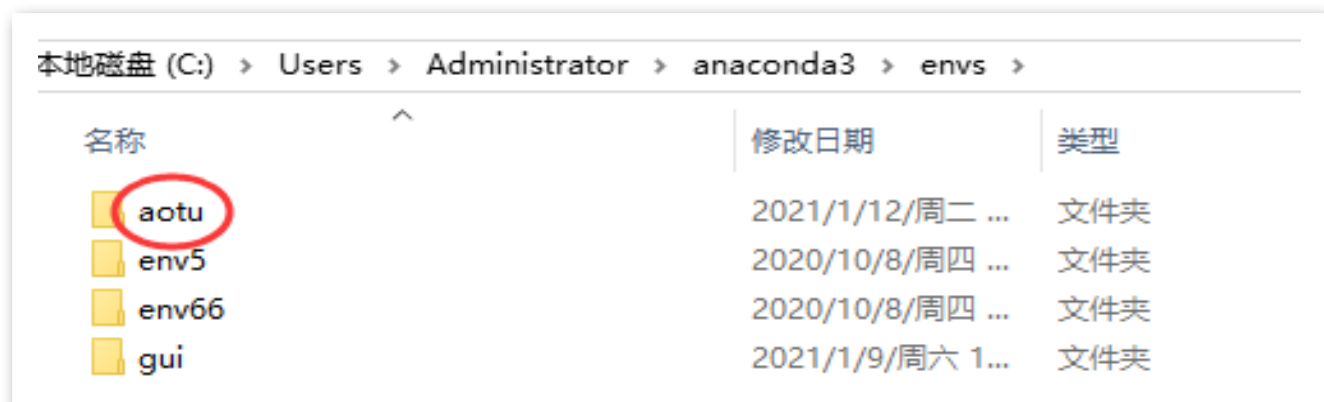 本地磁盘 (C:) > Users > Administrator > anaconda3 > envs >
名称 修改日期 类型
aotu 2021/1/12/周二 ... 文件夹
env5 2020/10/8/周四 ... 文件夹
env66 2020/10/8/周四 ... 文件夹
gui 2021/1/9/周六 1... 文件夹